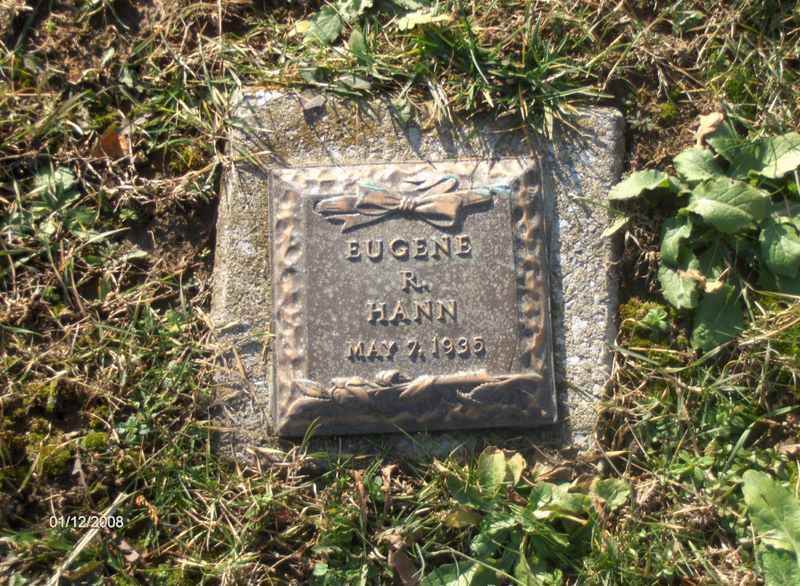 EUGENE
R.
HANN
MAY 7, 1935
01/12/2008